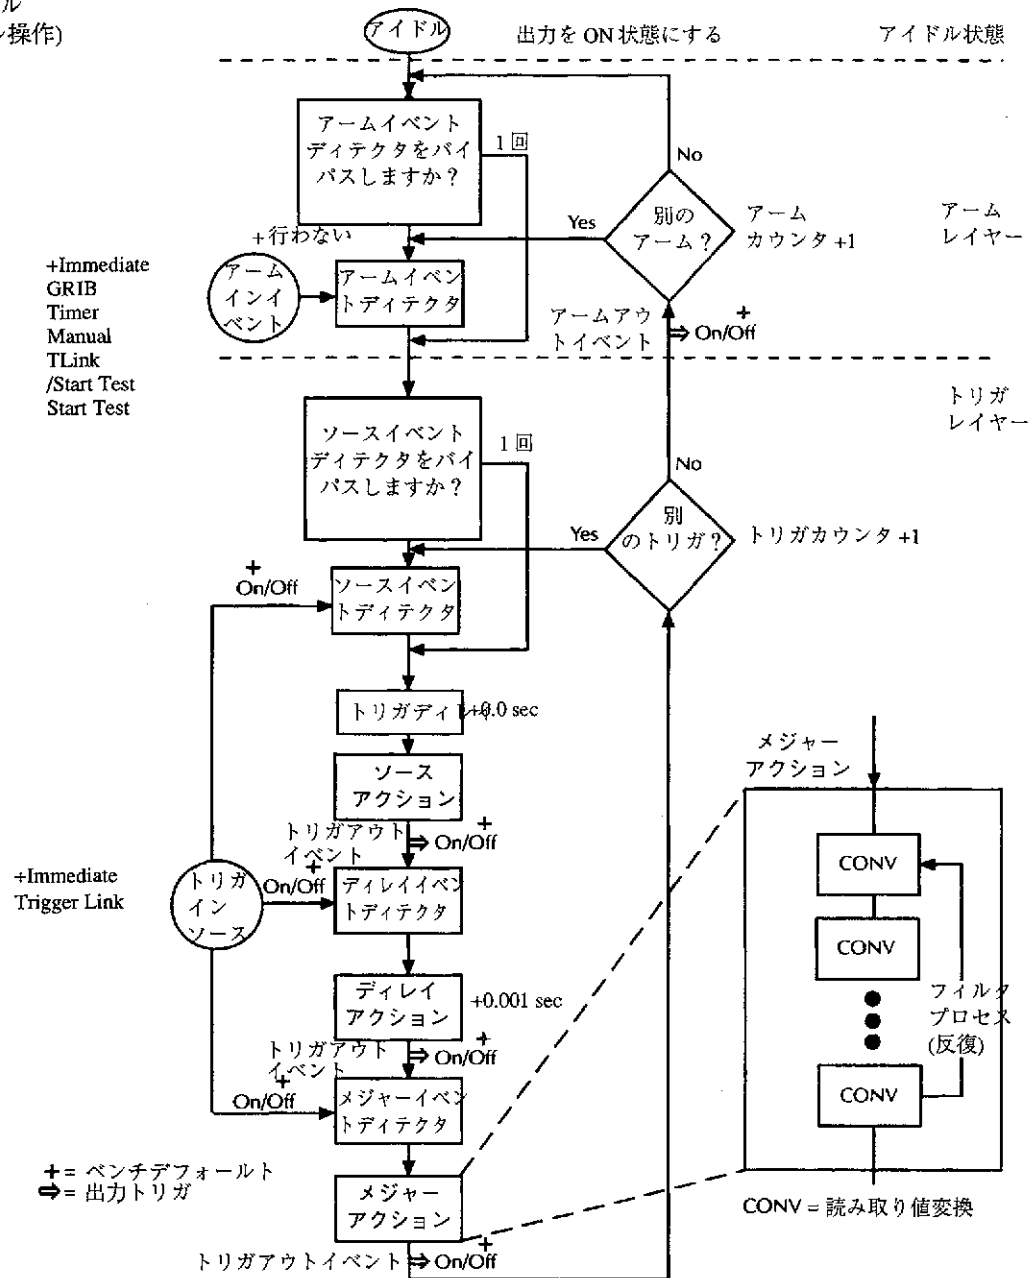 ル
ン操作)
アイドル
出力を ON 状態にする
アイドル状態
アームイベント
ディテクタをバイ
パスしますか？
1 回
+行わない
No
Yes
別の
アーム？
アーム
カウンタ +1
アーム
レイヤー
+Immediate
GRIB
Timer
Manual
TLink
/Start Test
Start Test
アーム
インイ
ベント
アームイベン
トディテクタ
アームアウ
トイベント
+
⇒ On/Off
トリガ
レイヤー
ソースイベント
ディテクタをバイ
パスしますか？
1 回
No
Yes
別
のトリガ？
トリガカウンタ +1
+
On/Off
ソースイベン
トディテクタ
トリガディレイ
+0.0 sec
ソース
アクション
トリガアウト
イベント
+
⇒ On/Off
+Immediate
Trigger Link
トリガ
イン
ソース
+
On/Off
ディレイイベン
トディテクタ
ディレイ
アクション
+0.001 sec
トリガアウト
イベント
+
⇒ On/Off
+
On/Off
メジャーイベン
トディテクタ
メジャー
アクション
トリガアウトイベント
+
⇒ On/Off
+ = ベンチデフォールト
⇒ = 出力トリガ
メジャー
アクション
CONV
CONV
フィルタ
プロセス
(反復)
CONV
CONV = 読み取り値変換